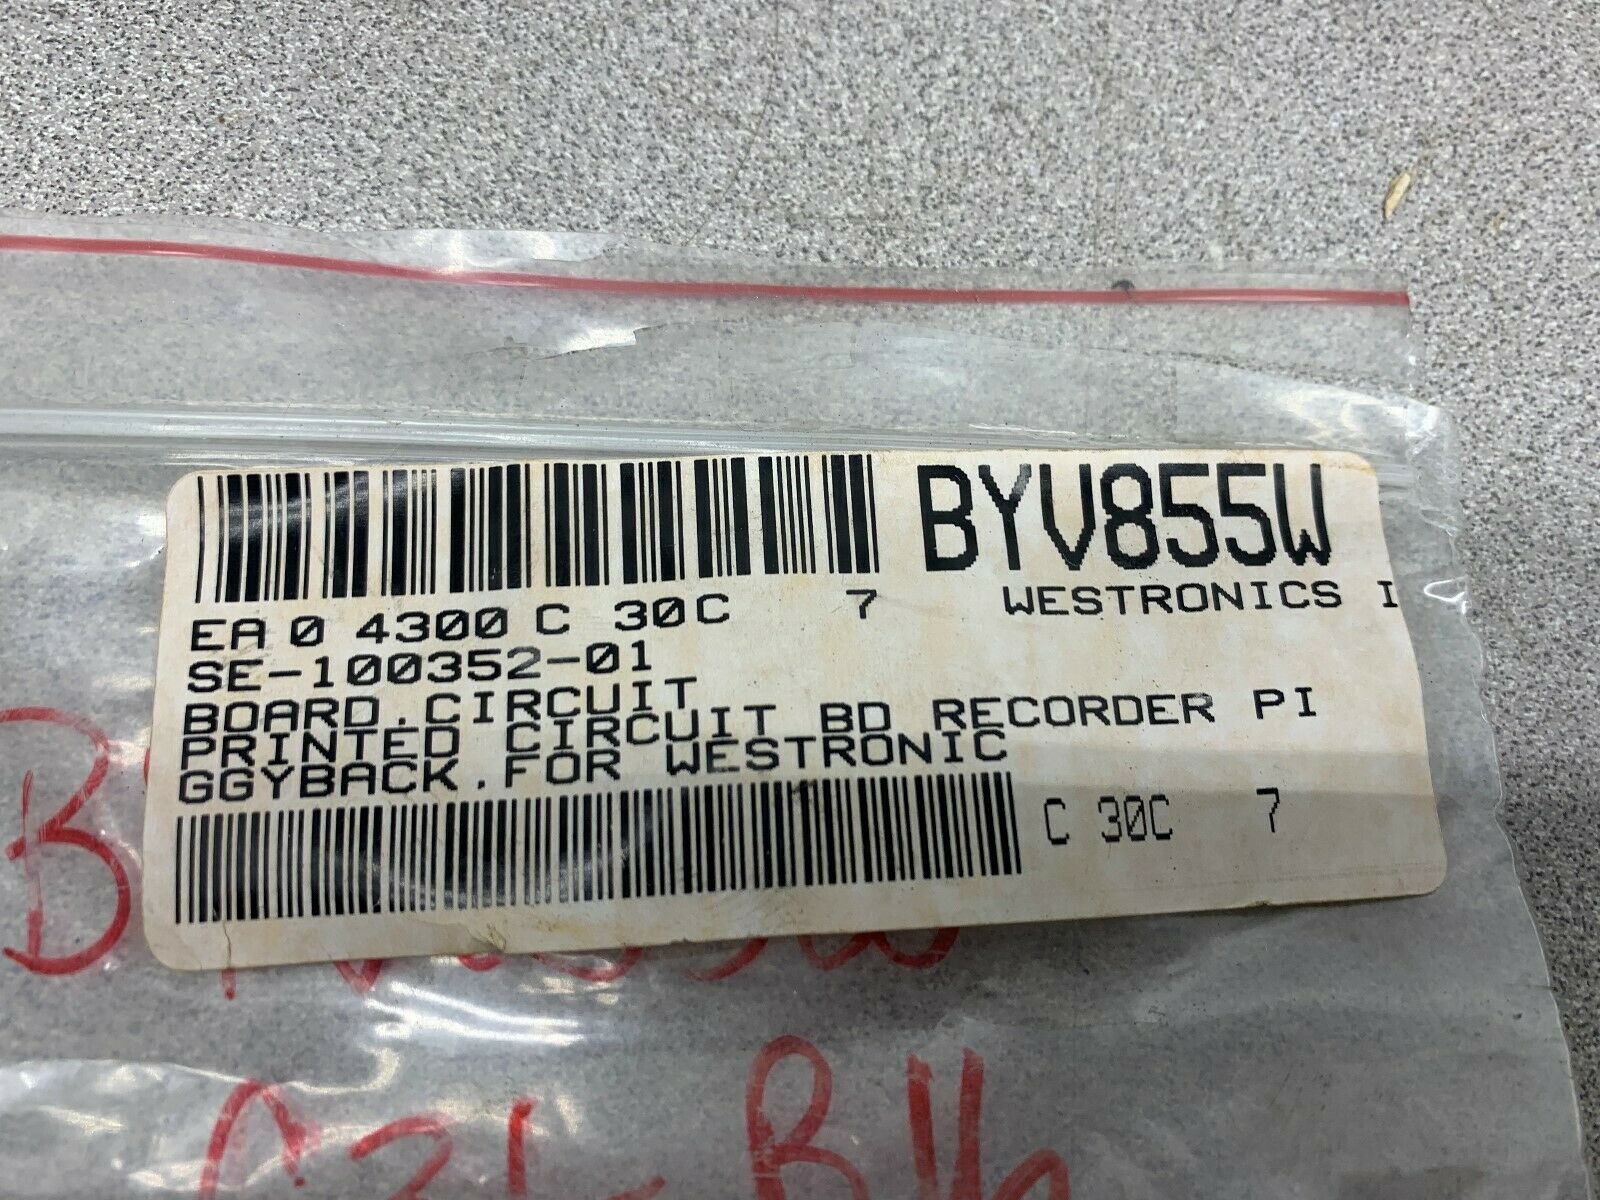 BYV855W
EA 0 4300 C 30C 7 WESTRONICS I
SE-100352-01
BOARD.CIRCUIT
PRINTED CIRCUIT BD RECORDER PI
GGYBACK.FOR WESTRONIC
C 30C 7